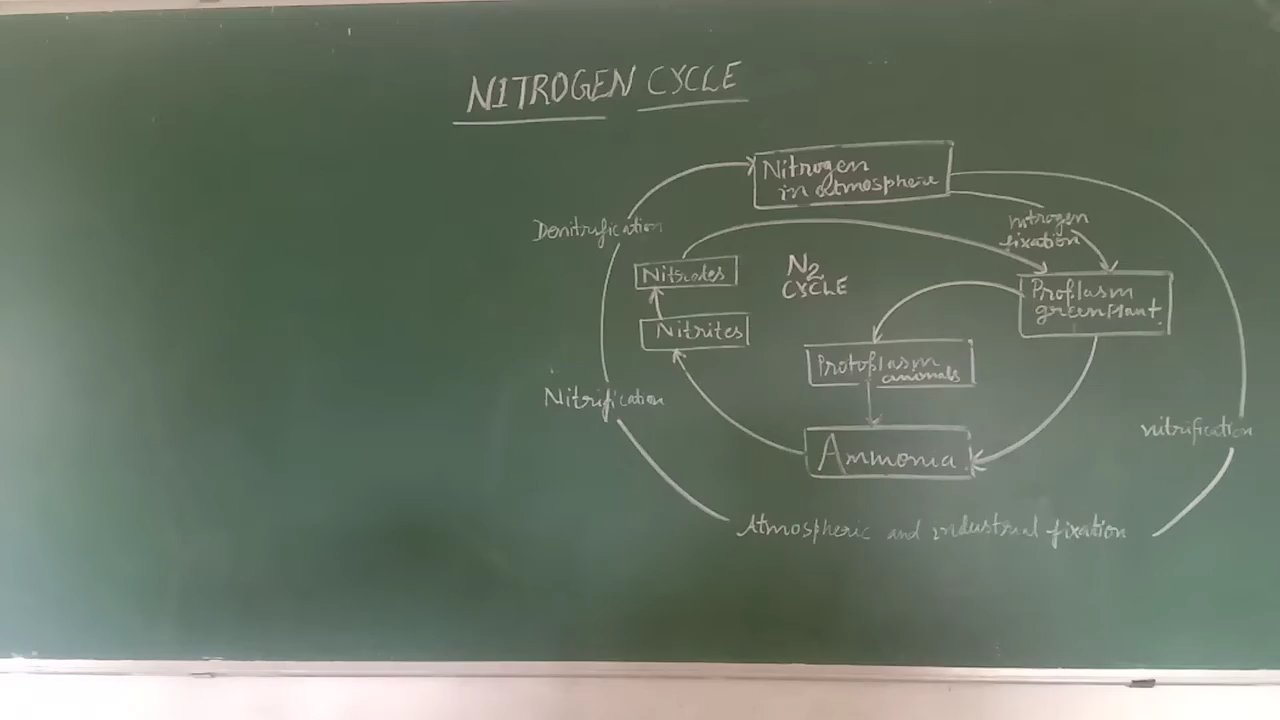 NITROGEN CYCLE
Nitrogen
in atmosphere
Denitrification
nitrogen
fixation
Nitrodes
N2
CYCLE
Proplasm
green plant.
Nitrites
Protoplasm
animals
Nitrification
nitrification
Ammonia.
Atmospheric and industrial fixation